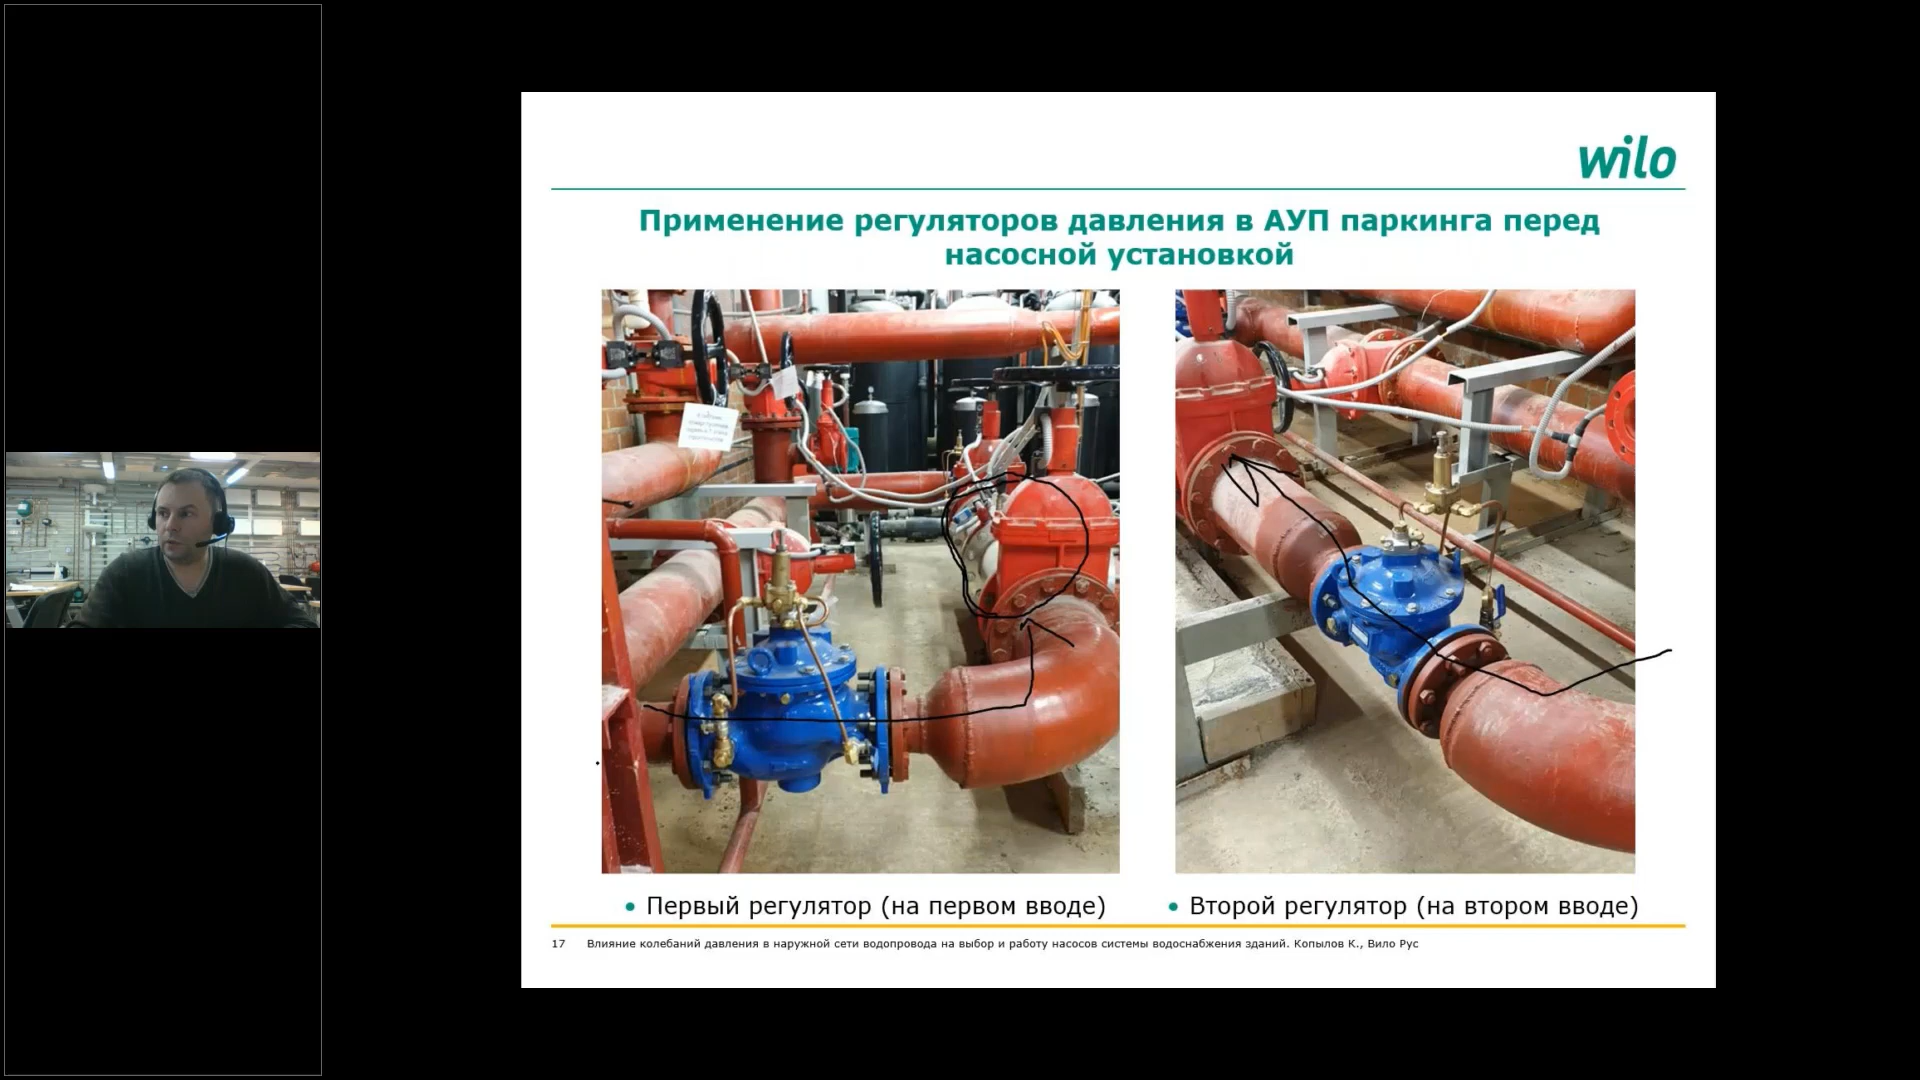 wilo
Применение регуляторов давления в АУП паркинга перед
насосной установкой
Первый регулятор (на первом вводе)
Второй регулятор (на втором вводе)
17 Влияние колебаний давления в наружной сети водопровода на выбор и работу насосов системы водоснабжения зданий. Копылов К., Вило Рус